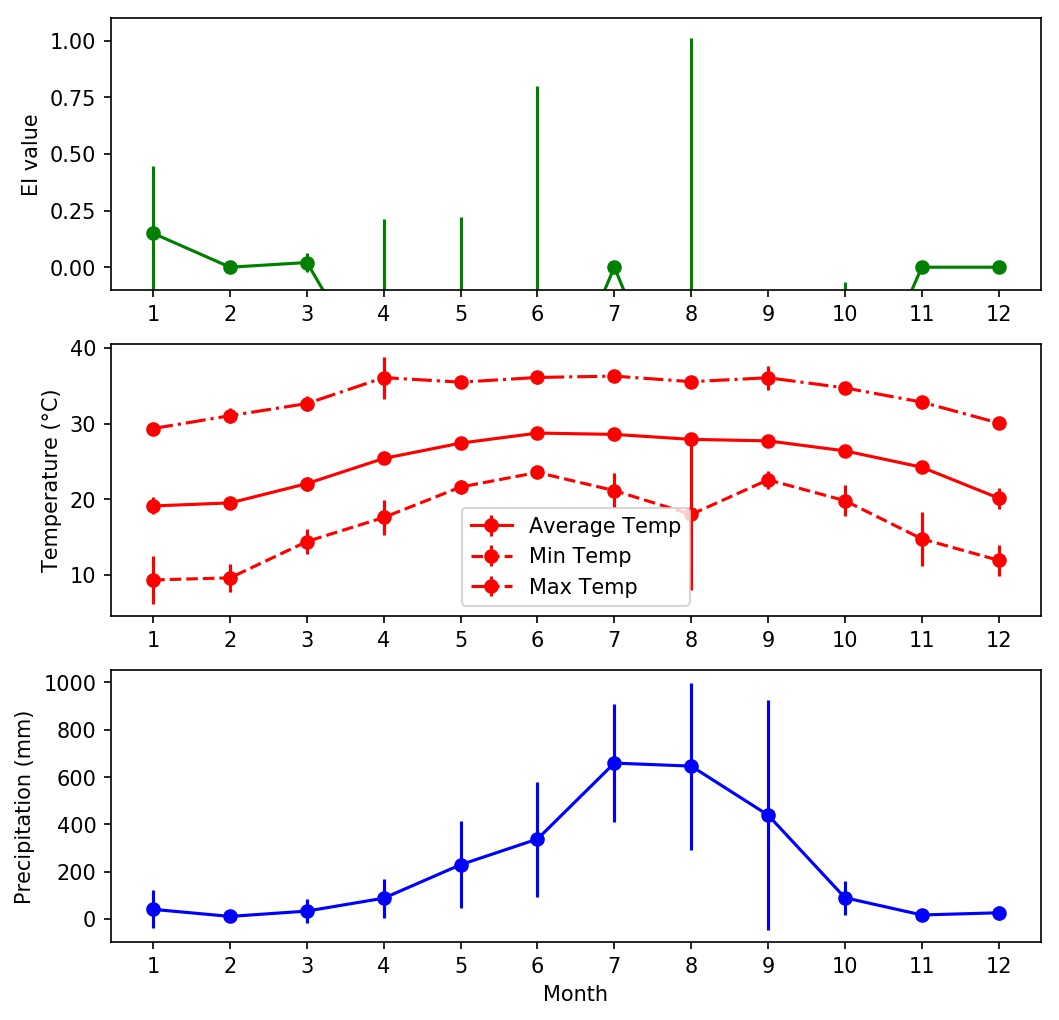 EI value
1.00
0.75
0.50
0.25
0.00
1 2 3 4 5 6 7 8 9 10 11 12
Temperature (°C)
40
30
20
10
Average Temp
Min Temp
Max Temp
1 2 3 4 5 6 7 8 9 10 11 12
Precipitation (mm)
1000
800
600
400
200
0
1 2 3 4 5 6 7 8 9 10 11 12
Month